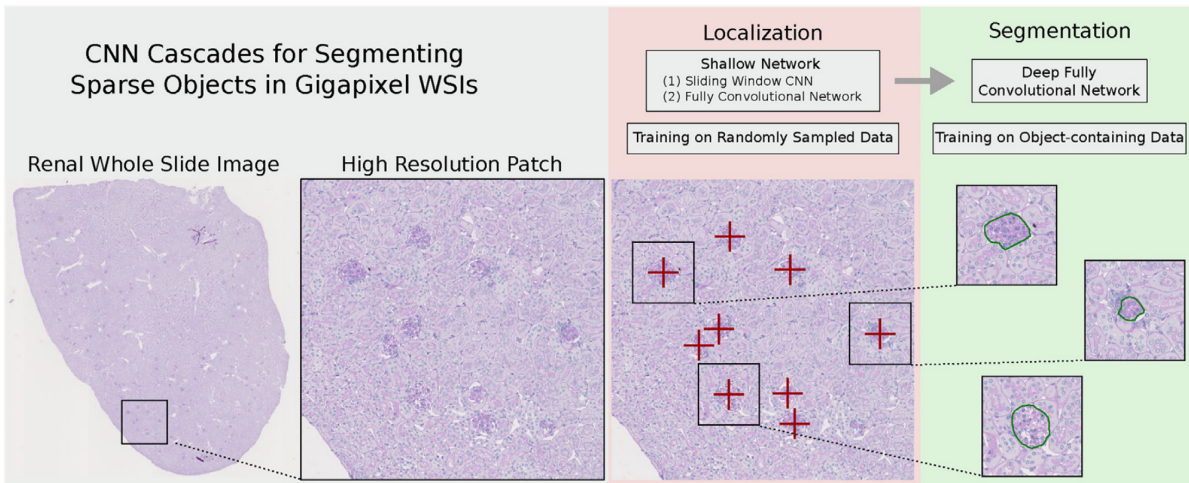 CNN Cascades for Segmenting
Sparse Objects in Gigapixel WSIs
Renal Whole Slide Image
High Resolution Patch
Localization
Shallow Network
(1) Sliding Window CNN
(2) Fully Convolutional Network
Training on Randomly Sampled Data
Segmentation
Deep Fully
Convolutional Network
Training on Object-containing Data